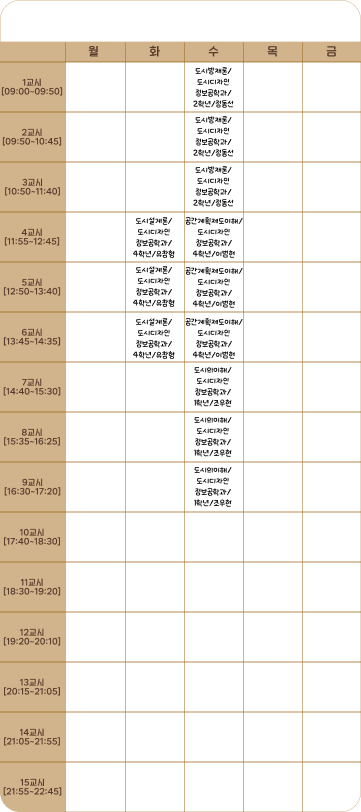 월 화 수 목 금
1교시
[09:00~09:50]
도시방재론/
도시디자인
정보공학과/
2학년/정동선
2교시
[09:50~10:45]
도시방재론/
도시디자인
정보공학과/
2학년/정동선
3교시
[10:50~11:40]
도시방재론/
도시디자인
정보공학과/
2학년/정동선
4교시
[11:55~12:45]
도시설계론/
도시디자인
정보공학과/
4학년/유창형
공간계획제도이해/
도시디자인
정보공학과/
4학년/이병현
5교시
[12:50~13:40]
도시설계론/
도시디자인
정보공학과/
4학년/유창형
공간계획제도이해/
도시디자인
정보공학과/
4학년/이병현
6교시
[13:45~14:35]
도시설계론/
도시디자인
정보공학과/
4학년/유창형
공간계획제도이해/
도시디자인
정보공학과/
4학년/이병현
7교시
[14:40~15:30]
도시의이해/
도시디자인
정보공학과/
1학년/조우현
8교시
[15:35~16:25]
도시의이해/
도시디자인
정보공학과/
1학년/조우현
9교시
[16:30~17:20]
도시의이해/
도시디자인
정보공학과/
1학년/조우현
10교시
[17:40~18:30]
11교시
[18:30~19:20]
12교시
[19:20~20:10]
13교시
[20:15~21:05]
14교시
[21:05~21:55]
15교시
[21:55~22:45]